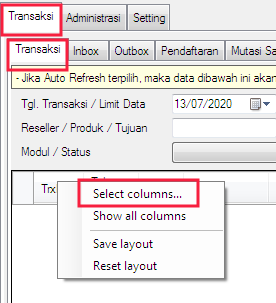 Transaksi Administrasi Setting
Transaksi Inbox Outbox Pendaftaran Mutasi Sa
- Jika Auto Refresh terpilih, maka data dibawah ini akan
Tgl. Transaksi / Limit Data 13/07/2020
Reseller / Produk / Tujuan
Modul / Status
Trx
Select columns...
Show all columns
Save layout
Reset layout